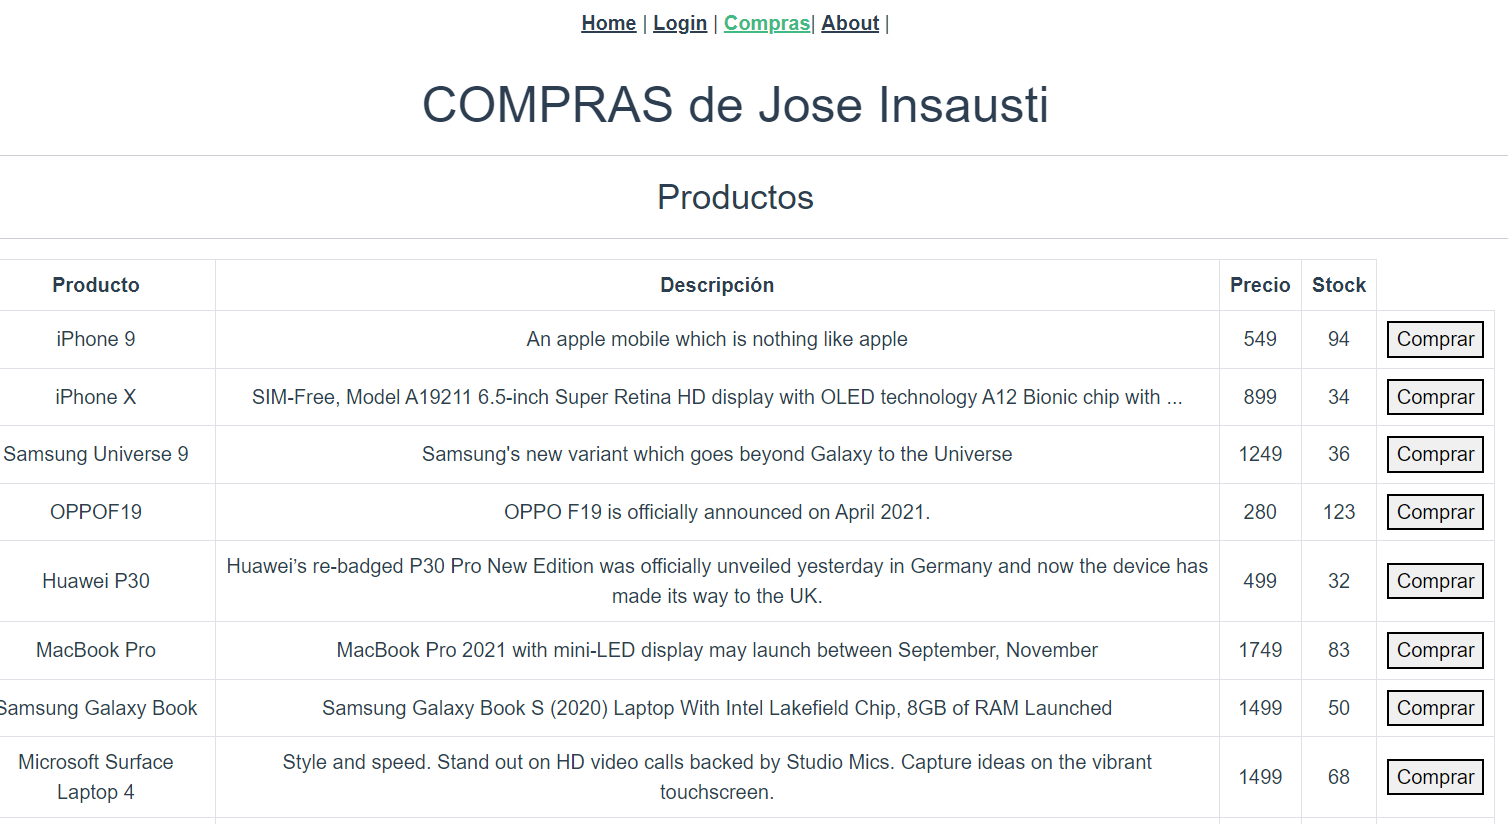 Home | Login | Compras| About |
COMPRAS de Jose Insausti
Productos
Producto Descripción Precio Stock
iPhone 9 An apple mobile which is nothing like apple 549 94 Comprar
iPhone X SIM-Free, Model A19211 6.5-inch Super Retina HD display with OLED technology A12 Bionic chip with ... 899 34 Comprar
Samsung Universe 9 Samsung's new variant which goes beyond Galaxy to the Universe 1249 36 Comprar
OPPOF19 OPPO F19 is officially announced on April 2021. 280 123 Comprar
Huawei P30 Huawei’s re-badged P30 Pro New Edition was officially unveiled yesterday in Germany and now the device has
made its way to the UK. 499 32 Comprar
MacBook Pro MacBook Pro 2021 with mini-LED display may launch between September, November 1749 83 Comprar
Samsung Galaxy Book Samsung Galaxy Book S (2020) Laptop With Intel Lakefield Chip, 8GB of RAM Launched 1499 50 Comprar
Microsoft Surface
Laptop 4 Style and speed. Stand out on HD video calls backed by Studio Mics. Capture ideas on the vibrant
touchscreen. 1499 68 Comprar